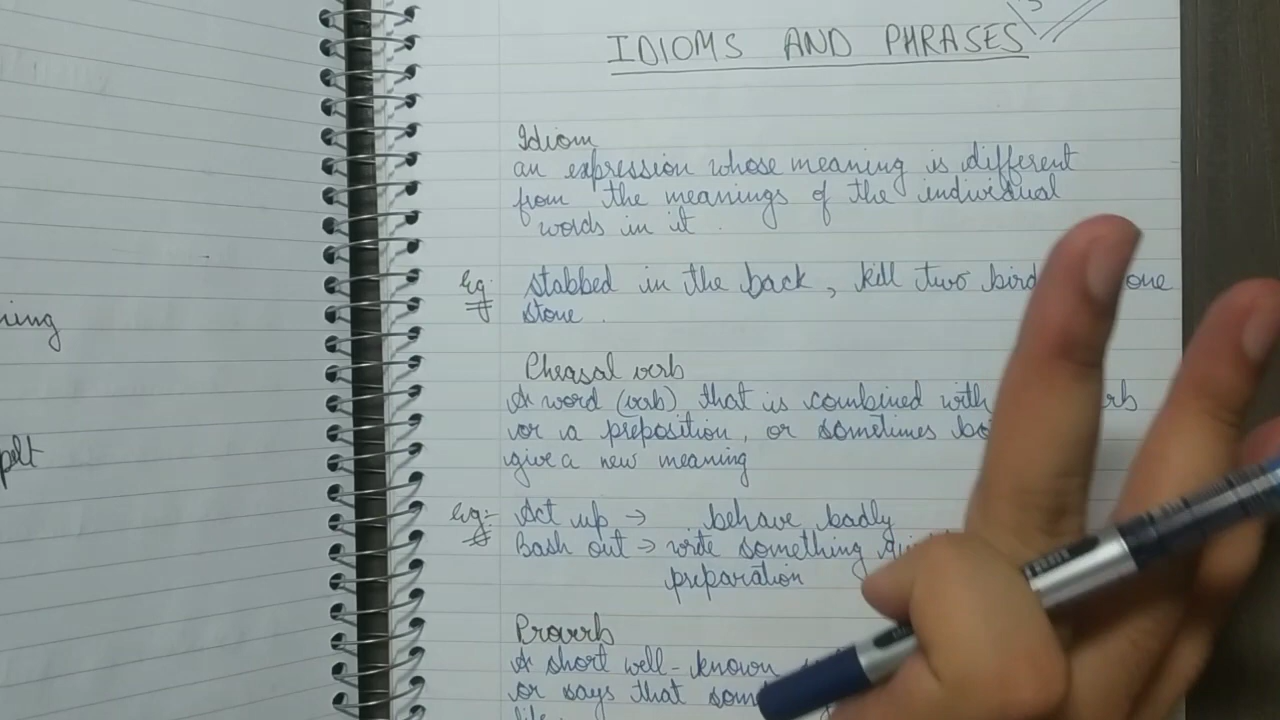 IDIOMS AND PHRASES
Idiom
an expression whose meaning is different
from the meanings of the individual
words in it.
ning
Eg: stabbed in the back, kill two bird one
stone.
Phrasal verb
A word (verb) that is combined with
or a preposition, or sometimes
give a new meaning
pelt
Eg:- Act up → behave badly
Bash out → write something
preparation
Proverb
A short well-known
or says that
life